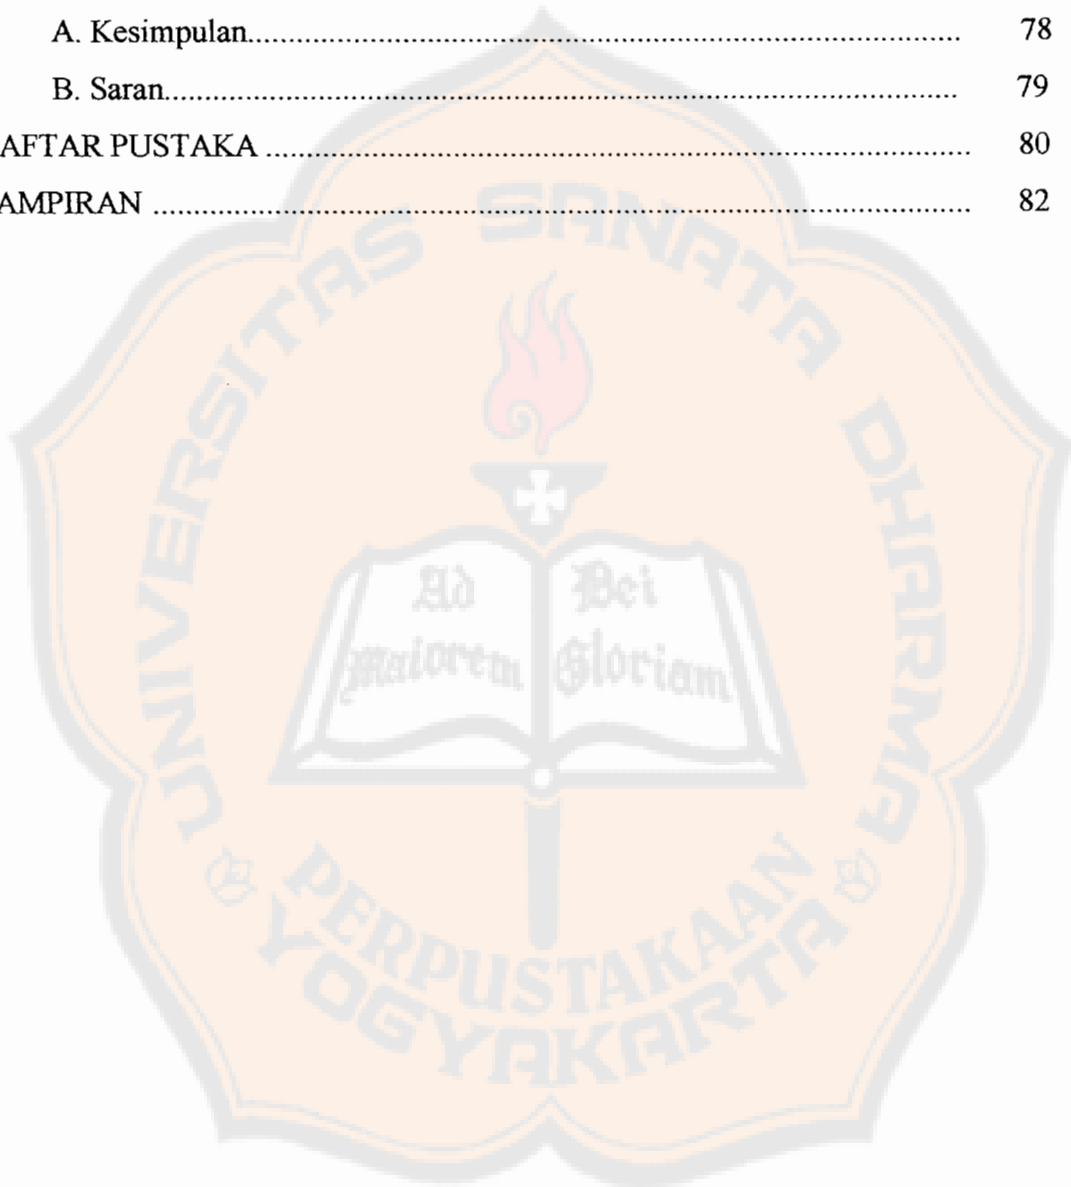 A. Kesimpulan........................................................................................ 78
B. Saran.................................................................................................. 79
AFTAR PUSTAKA ....................................................................................... 80
AMPIRAN ..................................................................................................... 82
UNIVERSITAS SANATA DHARMA
Ad Dei
maiorem Gloriam
PERPUSTAKAAN
YOGYAKARTA